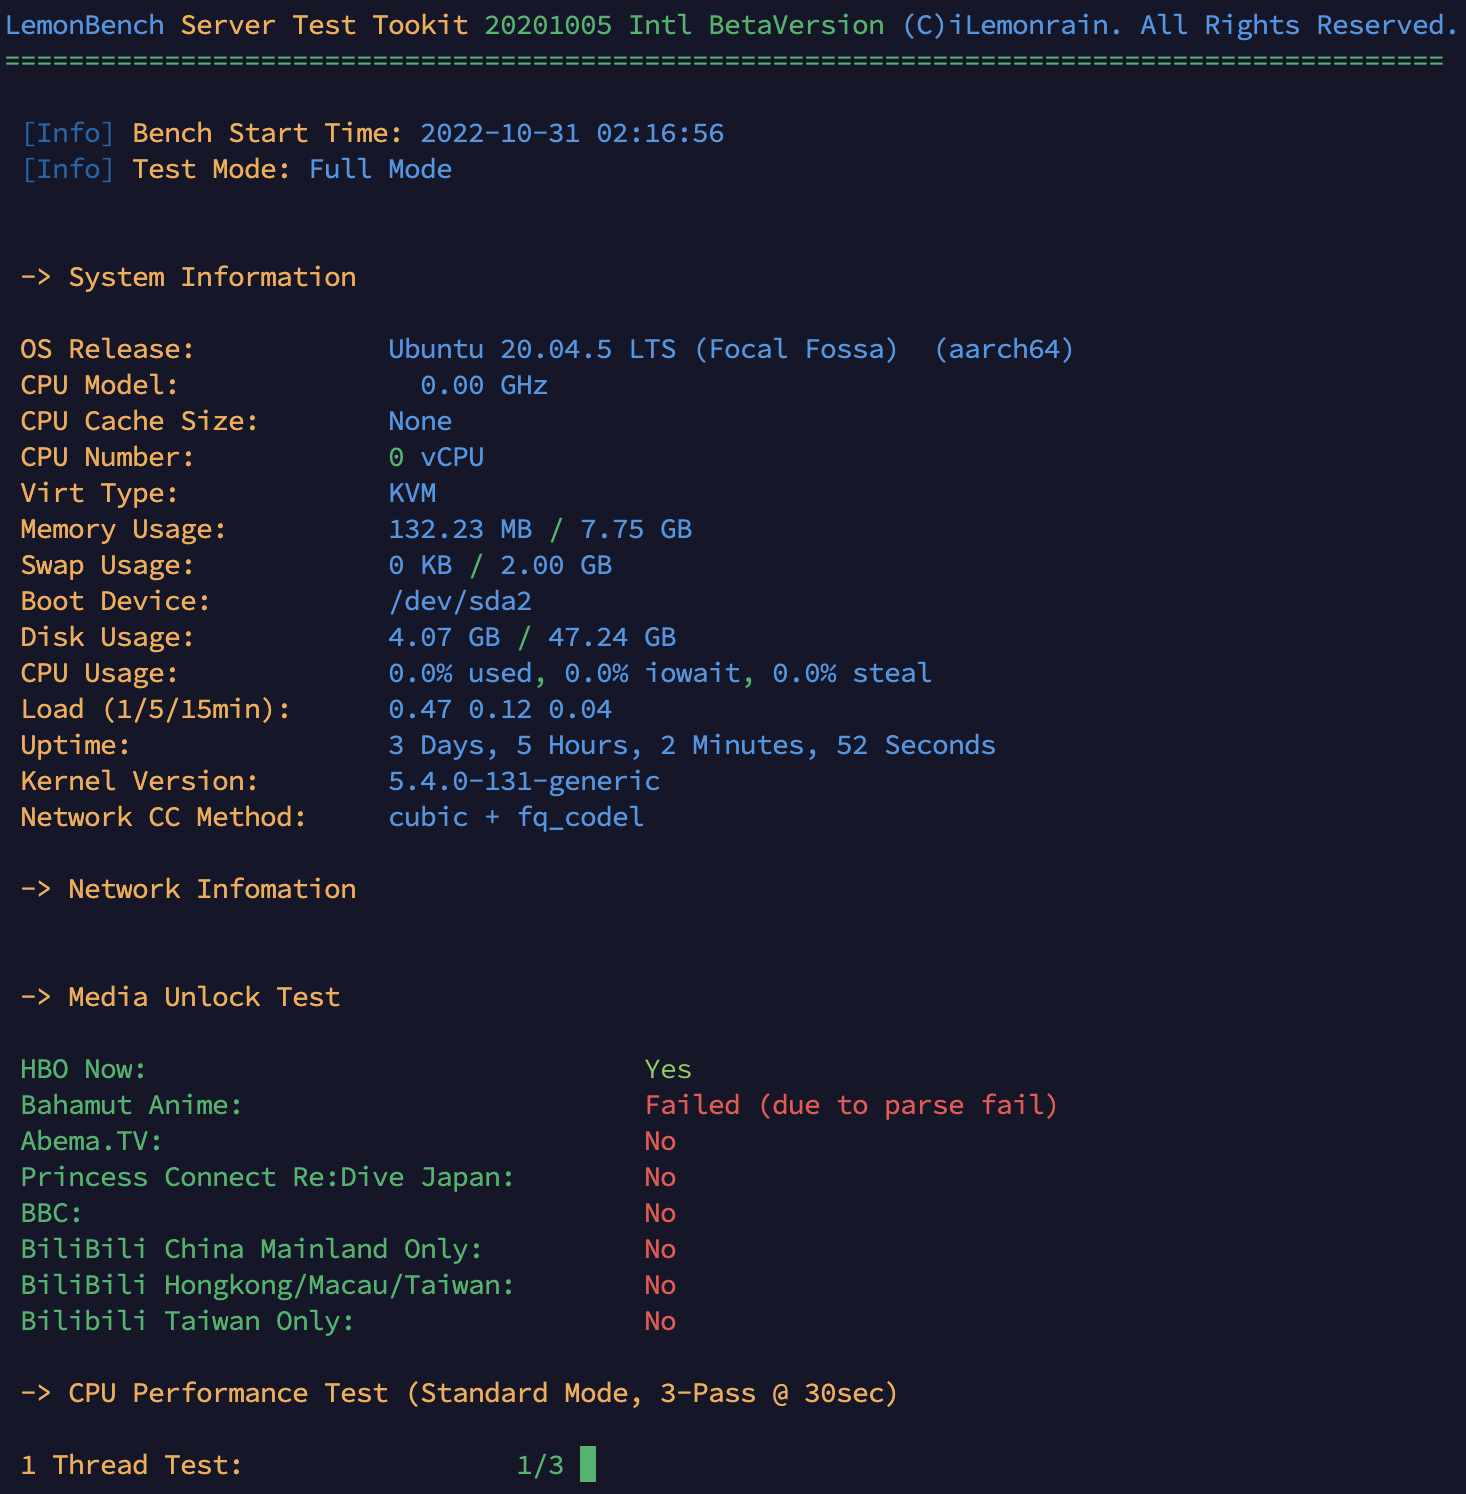 LemonBench Server Test Tookit 20201005 Intl BetaVersion (C)iLemonrain. All Rights Reserved.
==========================================================================================
[Info] Bench Start Time: 2022-10-31 02:16:56
[Info] Test Mode: Full Mode
-> System Information
OS Release: Ubuntu 20.04.5 LTS (Focal Fossa) (aarch64)
CPU Model: 0.00 GHz
CPU Cache Size: None
CPU Number: 0 vCPU
Virt Type: KVM
Memory Usage: 132.23 MB / 7.75 GB
Swap Usage: 0 KB / 2.00 GB
Boot Device: /dev/sda2
Disk Usage: 4.07 GB / 47.24 GB
CPU Usage: 0.0% used, 0.0% iowait, 0.0% steal
Load (1/5/15min): 0.47 0.12 0.04
Uptime: 3 Days, 5 Hours, 2 Minutes, 52 Seconds
Kernel Version: 5.4.0-131-generic
Network CC Method: cubic + fq_codel
-> Network Infomation
-> Media Unlock Test
HBO Now: Yes
Bahamut Anime: Failed (due to parse fail)
Abema.TV: No
Princess Connect Re:Dive Japan: No
BBC: No
BiliBili China Mainland Only: No
BiliBili Hongkong/Macau/Taiwan: No
Bilibili Taiwan Only: No
-> CPU Performance Test (Standard Mode, 3-Pass @ 30sec)
1 Thread Test: 1/3